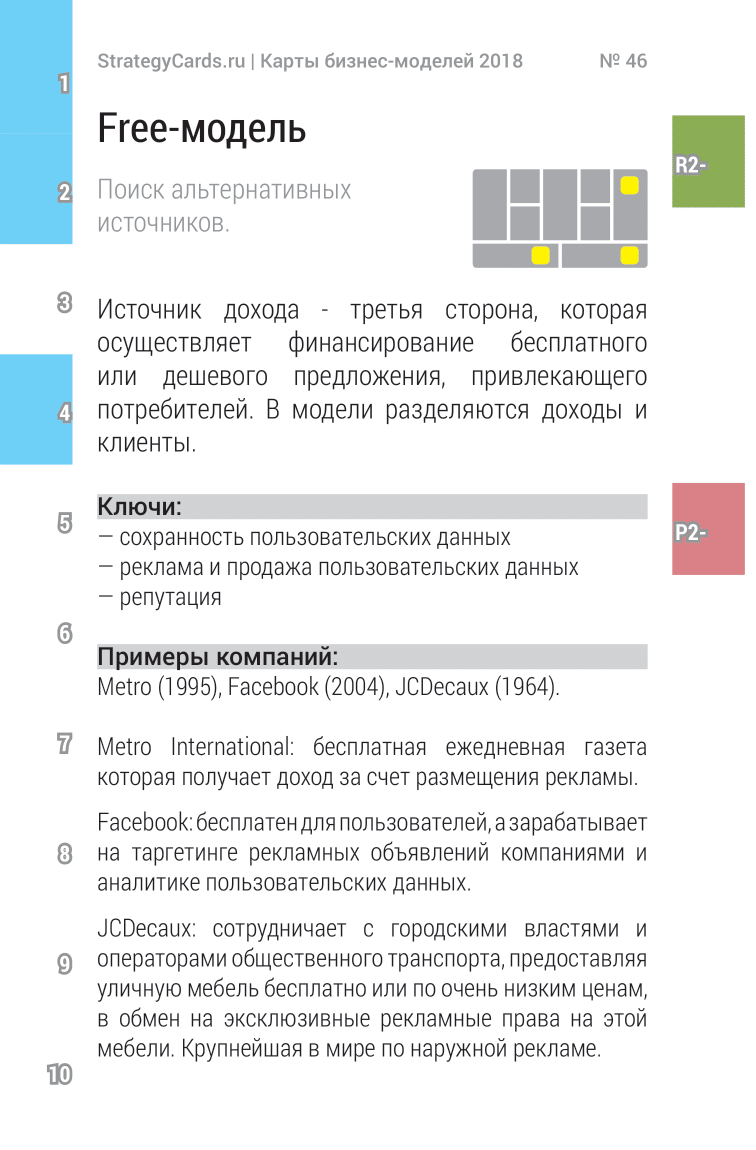 StrategyCards.ru | Карты бизнес-моделей 2018 № 46
1
Free-модель
R2-
2
Поиск альтернативных
источников.
3
Источник дохода - третья сторона, которая
осуществляет финансирование бесплатного
или дешевого предложения, привлекающего
потребителей. В модели разделяются доходы и
клиенты.
4
Ключи:
5
— сохранность пользовательских данных
P2-
— реклама и продажа пользовательских данных
— репутация
6
Примеры компаний:
Metro (1995), Facebook (2004), JCDecaux (1964).
7
Metro International: бесплатная ежедневная газета
которая получает доход за счет размещения рекламы.
Facebook: бесплатен для пользователей, а зарабатывает
8
на таргетинге рекламных объявлений компаниями и
аналитике пользовательских данных.
JCDecaux: сотрудничает с городскими властями и
9
операторами общественного транспорта, предоставляя
уличную мебель бесплатно или по очень низким ценам,
в обмен на эксклюзивные рекламные права на этой
мебели. Крупнейшая в мире по наружной рекламе.
10